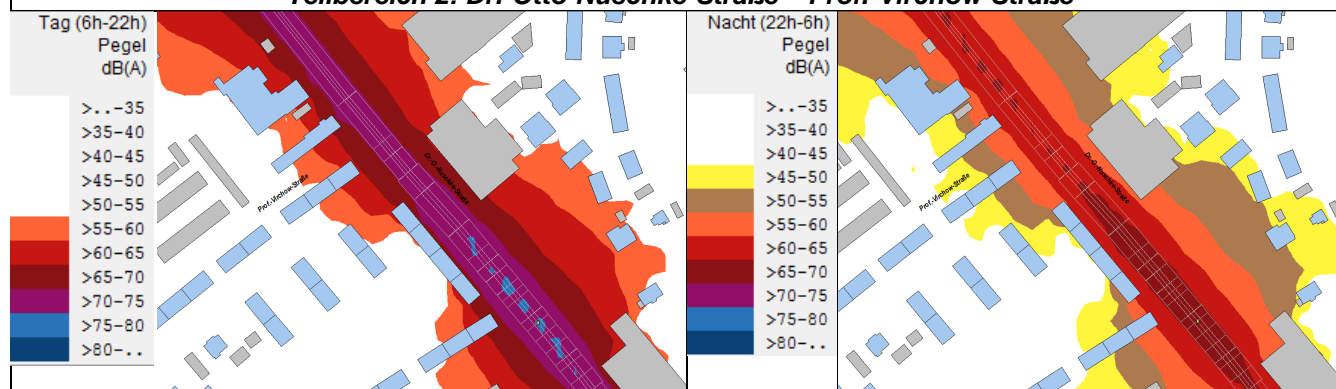 Teilbereich 2: Dr.-Otto-Nuschke-Straße – Prof.-Virchow-Straße
Tag (6h-22h)
Pegel
dB(A)
>..-35
>35-40
>40-45
>45-50
>50-55
>55-60
>60-65
>65-70
>70-75
>75-80
>80-..
Prof.-Virchow-Straße
Dr.-O.-Nuschke-Straße
Nacht (22h-6h)
Pegel
dB(A)
>..-35
>35-40
>40-45
>45-50
>50-55
>55-60
>60-65
>65-70
>70-75
>75-80
>80-..
Prof.-Virchow-Straße
Dr.-O.-Nuschke-Straße